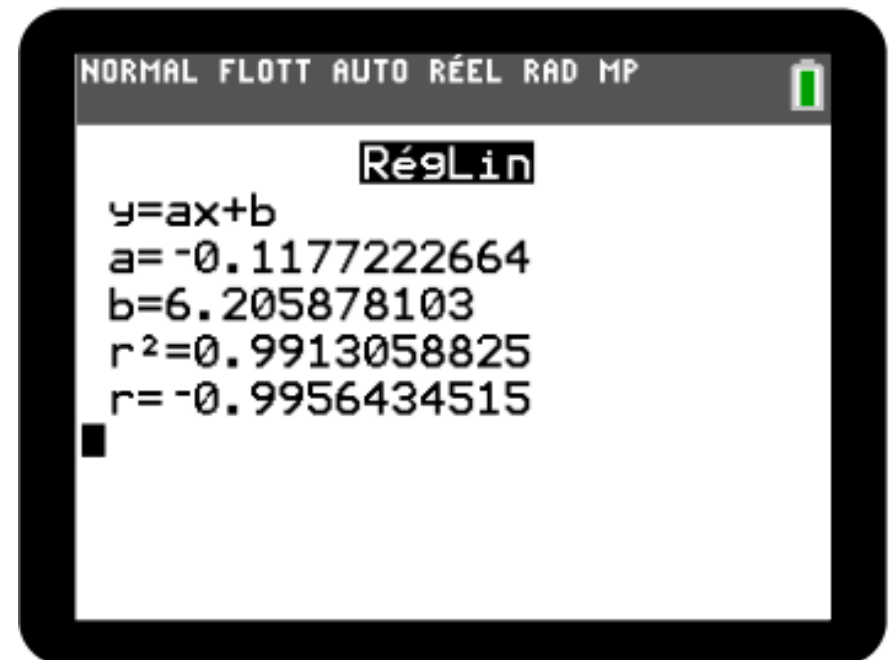 NORMAL FLOTT AUTO RÉEL RAD MP
RégLin
y=ax+b
a=-0.1177222664
b=6.205878103
r²=0.9913058825
r=-0.9956434515